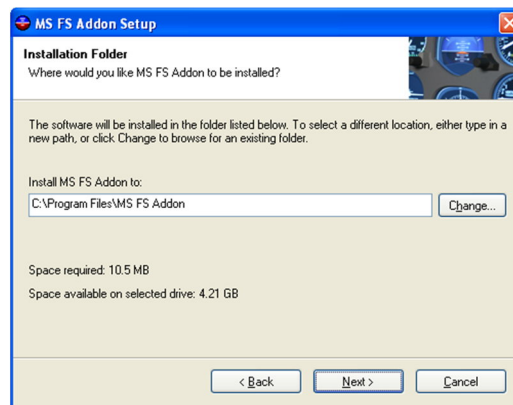 MS FS Addon Setup
Installation Folder
Where would you like MS FS Addon to be installed?
The software will be installed in the folder listed below. To select a different location, either type in a
new path, or click Change to browse for an existing folder.
Install MS FS Addon to:
C:\Program Files\MS FS Addon
Change...
Space required: 10.5 MB
Space available on selected drive: 4.21 GB
< Back
Next >
Cancel